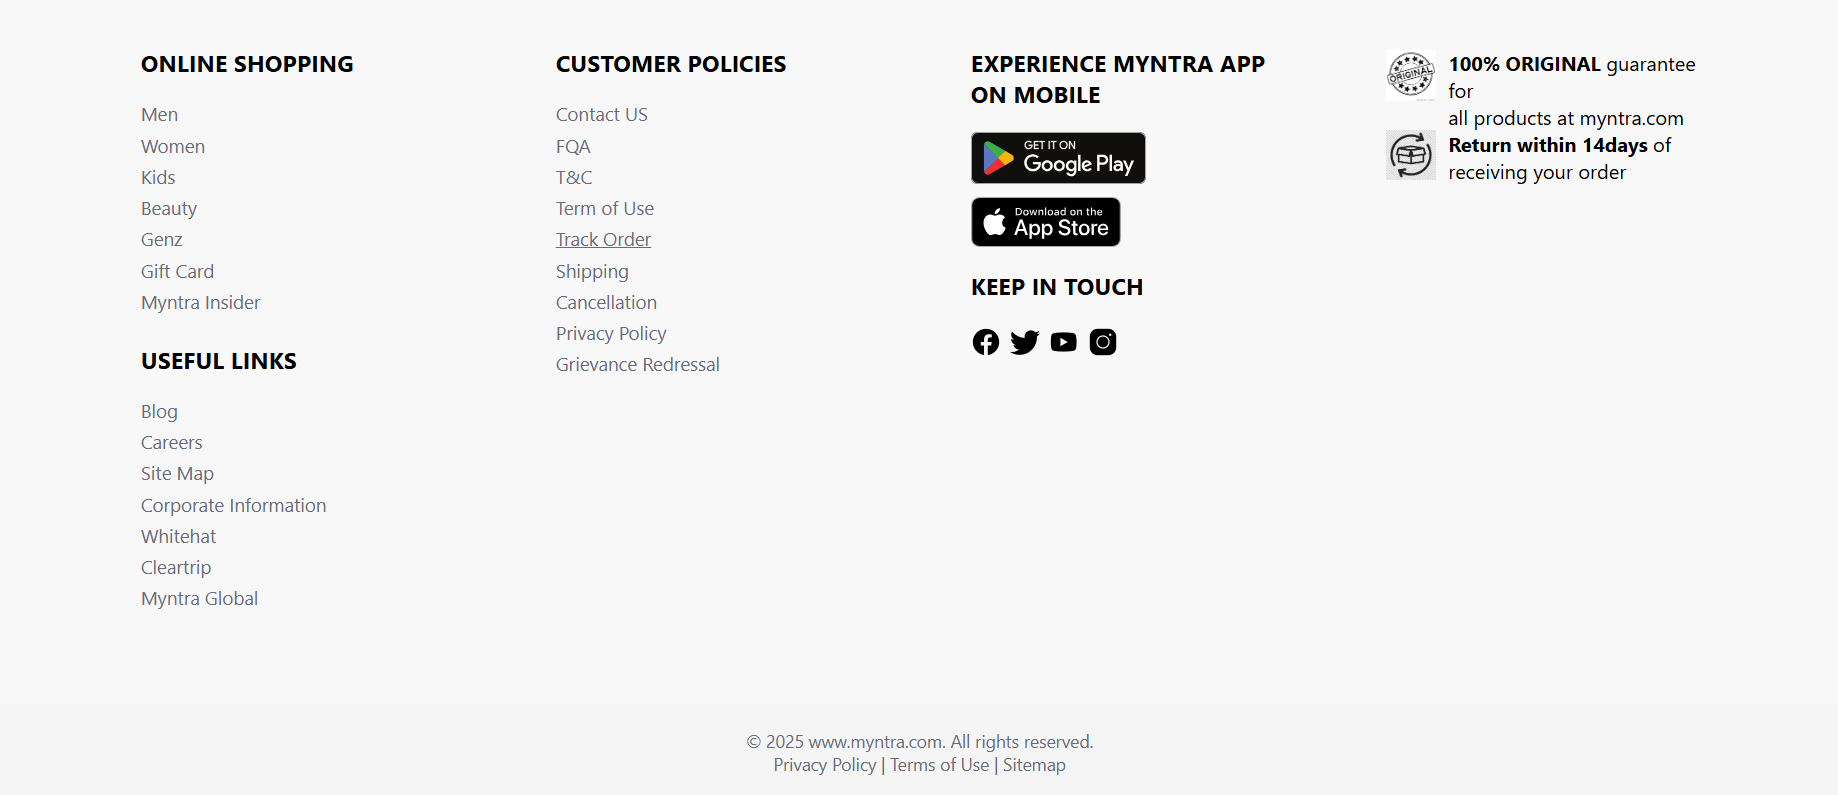 ONLINE SHOPPING
Men
Women
Kids
Beauty
Genz
Gift Card
Myntra Insider
USEFUL LINKS
Blog
Careers
Site Map
Corporate Information
Whitehat
Cleartrip
Myntra Global
CUSTOMER POLICIES
Contact US
FQA
T&C
Term of Use
Track Order
Shipping
Cancellation
Privacy Policy
Grievance Redressal
EXPERIENCE MYNTRA APP
ON MOBILE
GET IT ON
Google Play
Download on the
App Store
KEEP IN TOUCH
ORIGINAL
100% ORIGINAL guarantee
for
all products at myntra.com
Return within 14days of
receiving your order
© 2025 www.myntra.com. All rights reserved.
Privacy Policy | Terms of Use | Sitemap